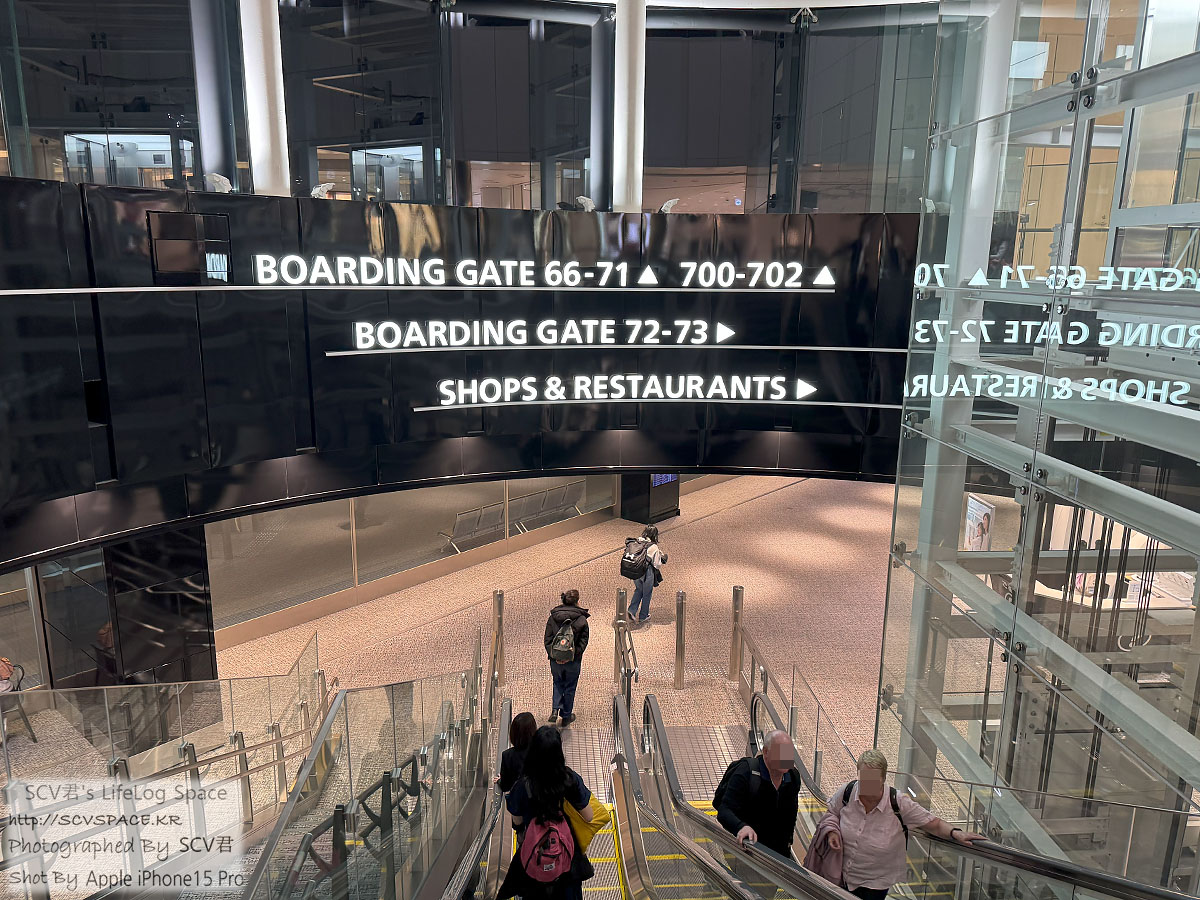 BOARDING GATE 66-71 ▲ 700-702 ▲
BOARDING GATE 72-73 ▶
SHOPS & RESTAURANTS ▶
SCV君's LifeLog Space
http://SCVSPACE.KR
Photographed By SCV君
Shot By Apple iPhone15 Pro